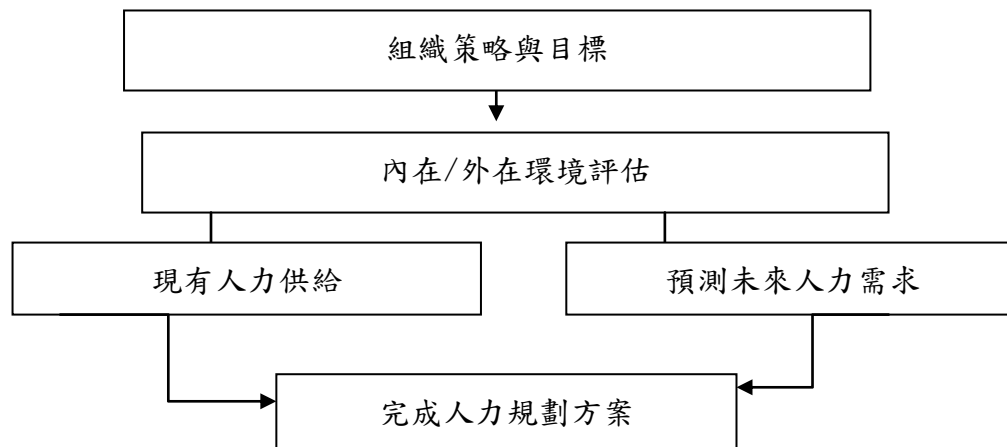 組織策略與目標
內在/外在環境評估
現有人力供給
預測未來人力需求
完成人力規劃方案